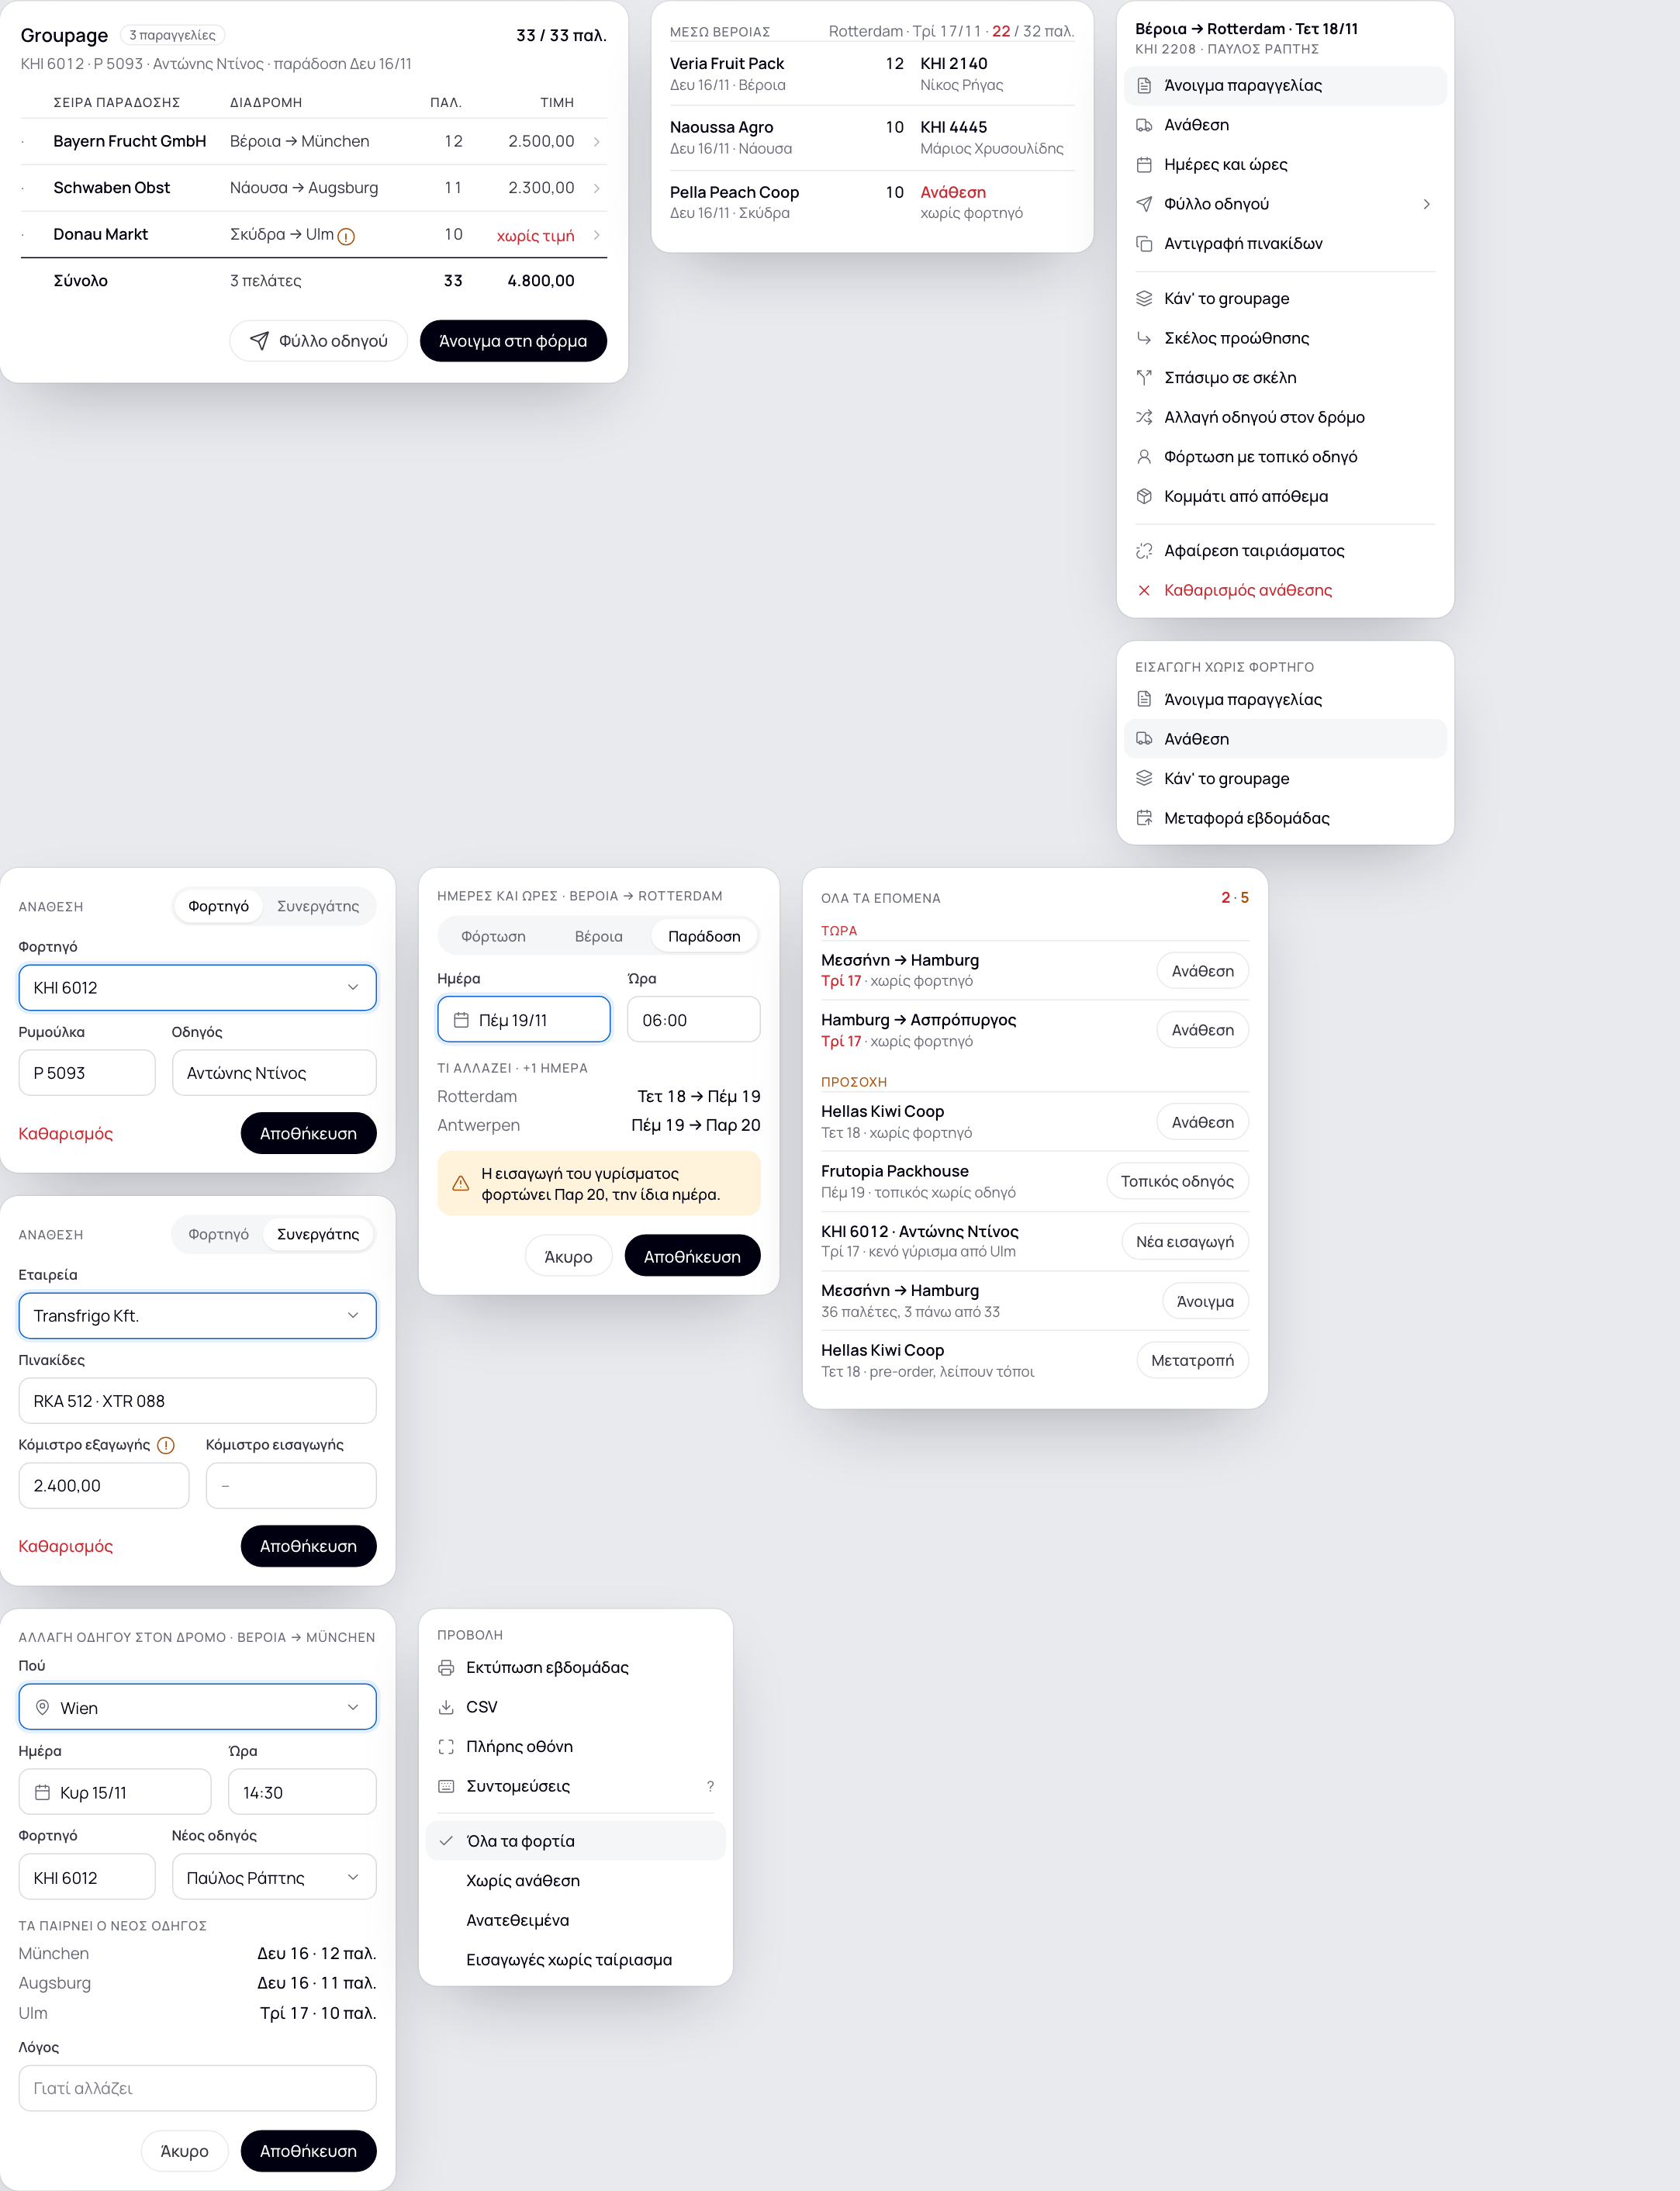 Groupage 3 παραγγελίες 33 / 33 παλ.
ΚΗΙ 6012 · Ρ 5093 · Αντώνης Ντίνος · παράδοση Δευ 16/11
ΣΕΙΡΑ ΠΑΡΑΔΟΣΗΣ ΔΙΑΔΡΟΜΗ ΠΑΛ. ΤΙΜΗ
· Bayern Frucht GmbH Βέροια → München 12 2.500,00
· Schwaben Obst Νάουσα → Augsburg 11 2.300,00
· Donau Markt Σκύδρα → Ulm 10 χωρίς τιμή
Σύνολο 3 πελάτες 33 4.800,00
Φύλλο οδηγού Άνοιγμα στη φόρμα
ΜΕΣΩ ΒΕΡΟΙΑΣ Rotterdam · Τρί 17/11 · 22 / 32 παλ.
Veria Fruit Pack 12 ΚΗΙ 2140
Δευ 16/11 · Βέροια Νίκος Ρήγας
Naoussa Agro 10 ΚΗΙ 4445
Δευ 16/11 · Νάουσα Μάριος Χρυσουλίδης
Pella Peach Coop 10 Ανάθεση
Δευ 16/11 · Σκύδρα χωρίς φορτηγό
Βέροια → Rotterdam · Τετ 18/11
ΚΗΙ 2208 · ΠΑΥΛΟΣ ΡΑΠΤΗΣ
Άνοιγμα παραγγελίας
Ανάθεση
Ημέρες και ώρες
Φύλλο οδηγού
Αντιγραφή πινακίδων
Κάν' το groupage
Σκέλος προώθησης
Σπάσιμο σε σκέλη
Αλλαγή οδηγού στον δρόμο
Φόρτωση με τοπικό οδηγό
Κομμάτι από απόθεμα
Αφαίρεση ταιριάσματος
Καθαρισμός ανάθεσης
ΕΙΣΑΓΩΓΗ ΧΩΡΙΣ ΦΟΡΤΗΓΟ
Άνοιγμα παραγγελίας
Ανάθεση
Κάν' το groupage
Μεταφορά εβδομάδας
ΑΝΑΘΕΣΗ Φορτηγό Συνεργάτης
Φορτηγό
ΚΗΙ 6012
Ρυμούλκα Οδηγός
Ρ 5093 Αντώνης Ντίνος
Καθαρισμός Αποθήκευση
ΑΝΑΘΕΣΗ Φορτηγό Συνεργάτης
Εταιρεία
Transfrigo Kft.
Πινακίδες
RKA 512 · XTR 088
Κόμιστρο εξαγωγής Κόμιστρο εισαγωγής
2.400,00 –
Καθαρισμός Αποθήκευση
ΗΜΕΡΕΣ ΚΑΙ ΩΡΕΣ · ΒΕΡΟΙΑ → ROTTERDAM
Φόρτωση Βέροια Παράδοση
Ημέρα Ώρα
Πέμ 19/11 06:00
ΤΙ ΑΛΛΑΖΕΙ · +1 ΗΜΕΡΑ
Rotterdam Τετ 18 → Πέμ 19
Antwerpen Πέμ 19 → Παρ 20
Η εισαγωγή του γυρίσματος
φορτώνει Παρ 20, την ίδια ημέρα.
Άκυρο Αποθήκευση
ΟΛΑ ΤΑ ΕΠΟΜΕΝΑ 2 · 5
ΤΩΡΑ
Μεσσήνη → Hamburg Ανάθεση
Τρί 17 · χωρίς φορτηγό
Hamburg → Ασπρόπυργος Ανάθεση
Τρί 17 · χωρίς φορτηγό
ΠΡΟΣΟΧΗ
Hellas Kiwi Coop Ανάθεση
Τετ 18 · χωρίς φορτηγό
Frutopia Packhouse Τοπικός οδηγός
Πέμ 19 · τοπικός χωρίς οδηγό
ΚΗΙ 6012 · Αντώνης Ντίνος Νέα εισαγωγή
Τρί 17 · κενό γύρισμα από Ulm
Μεσσήνη → Hamburg Άνοιγμα
36 παλέτες, 3 πάνω από 33
Hellas Kiwi Coop Μετατροπή
Τετ 18 · pre-order, λείπουν τόποι
ΑΛΛΑΓΗ ΟΔΗΓΟΥ ΣΤΟΝ ΔΡΟΜΟ · ΒΕΡΟΙΑ → MÜNCHEN
Πού
Wien
Ημέρα Ώρα
Κυρ 15/11 14:30
Φορτηγό Νέος οδηγός
ΚΗΙ 6012 Παύλος Ράπτης
ΤΑ ΠΑΙΡΝΕΙ Ο ΝΕΟΣ ΟΔΗΓΟΣ
München Δευ 16 · 12 παλ.
Augsburg Δευ 16 · 11 παλ.
Ulm Τρί 17 · 10 παλ.
Λόγος
Γιατί αλλάζει
Άκυρο Αποθήκευση
ΠΡΟΒΟΛΗ
Εκτύπωση εβδομάδας
CSV
Πλήρης οθόνη
Συντομεύσεις ?
Όλα τα φορτία
Χωρίς ανάθεση
Ανατεθειμένα
Εισαγωγές χωρίς ταίριασμα